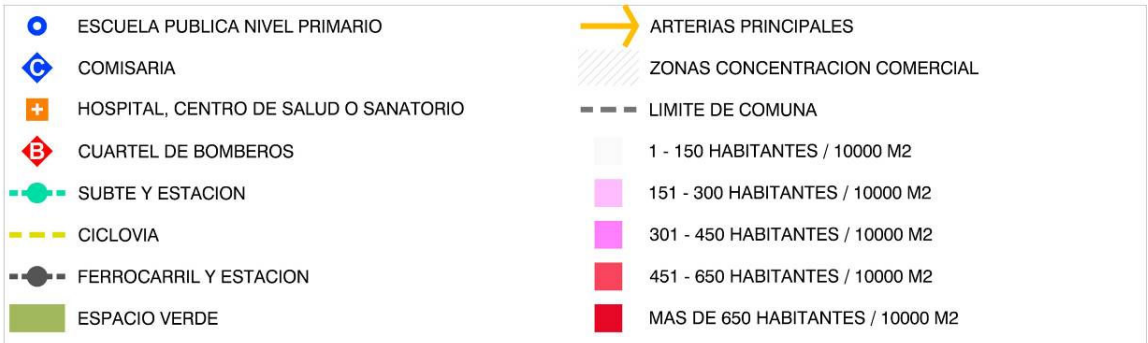 ESCUELA PUBLICA NIVEL PRIMARIO
C COMISARIA
HOSPITAL, CENTRO DE SALUD O SANATORIO
B CUARTEL DE BOMBEROS
SUBTE Y ESTACION
CICLOVIA
FERROCARRIL Y ESTACION
ESPACIO VERDE
ARTERIAS PRINCIPALES
ZONAS CONCENTRACION COMERCIAL
LIMITE DE COMUNA
1 - 150 HABITANTES / 10000 M2
151 - 300 HABITANTES / 10000 M2
301 - 450 HABITANTES / 10000 M2
451 - 650 HABITANTES / 10000 M2
MAS DE 650 HABITANTES / 10000 M2